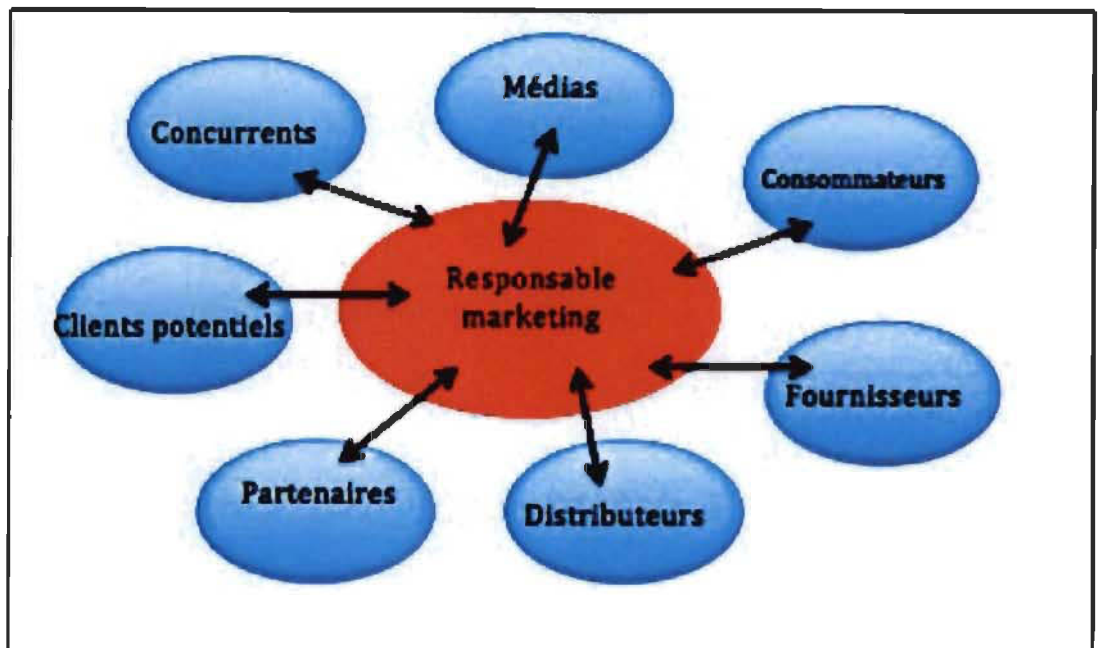 Médias
Concurrents
Consommateurs
Responsable
marketing
Clients potentiels
Fournisseurs
Partenaires
Distributeurs